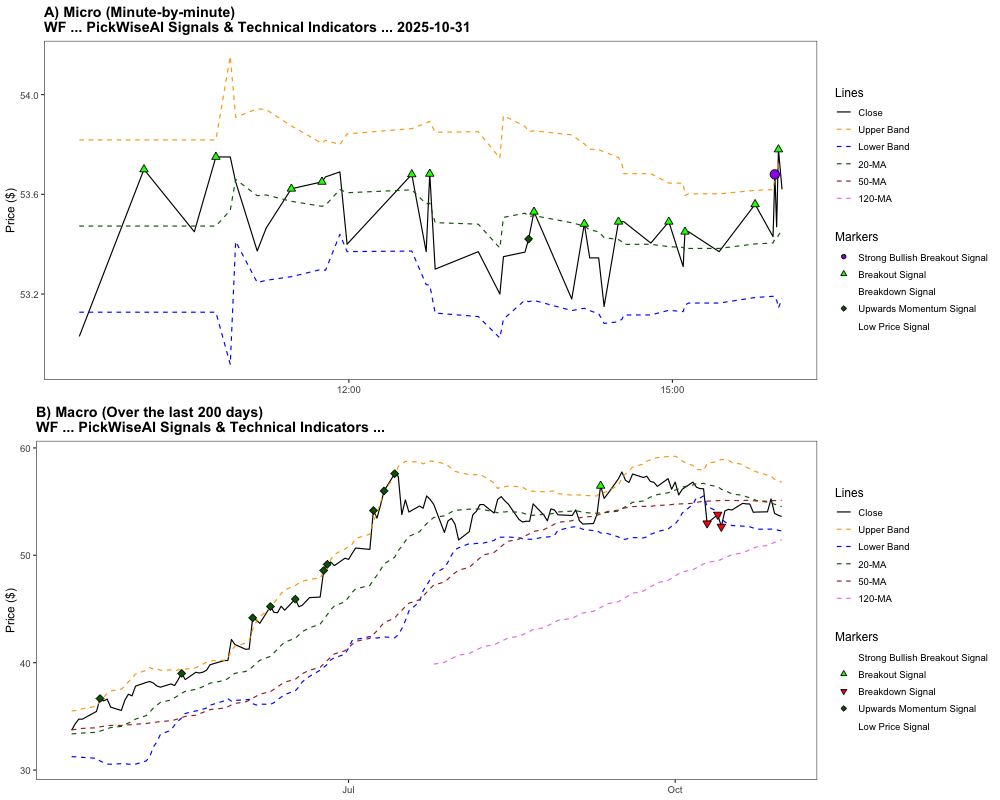 A) Micro (Minute-by-minute)
WF ... PickWiseAI Signals & Technical Indicators ... 2025-10-31
Price ($)
54.0
53.6
53.2
12:00
15:00
Lines
Close
Upper Band
Lower Band
20-MA
50-MA
120-MA
Markers
Strong Bullish Breakout Signal
Breakout Signal
Breakdown Signal
Upwards Momentum Signal
Low Price Signal
B) Macro (Over the last 200 days)
WF ... PickWiseAI Signals & Technical Indicators ...
Price ($)
60
50
40
30
Jul
Oct
Lines
Close
Upper Band
Lower Band
20-MA
50-MA
120-MA
Markers
Strong Bullish Breakout Signal
Breakout Signal
Breakdown Signal
Upwards Momentum Signal
Low Price Signal